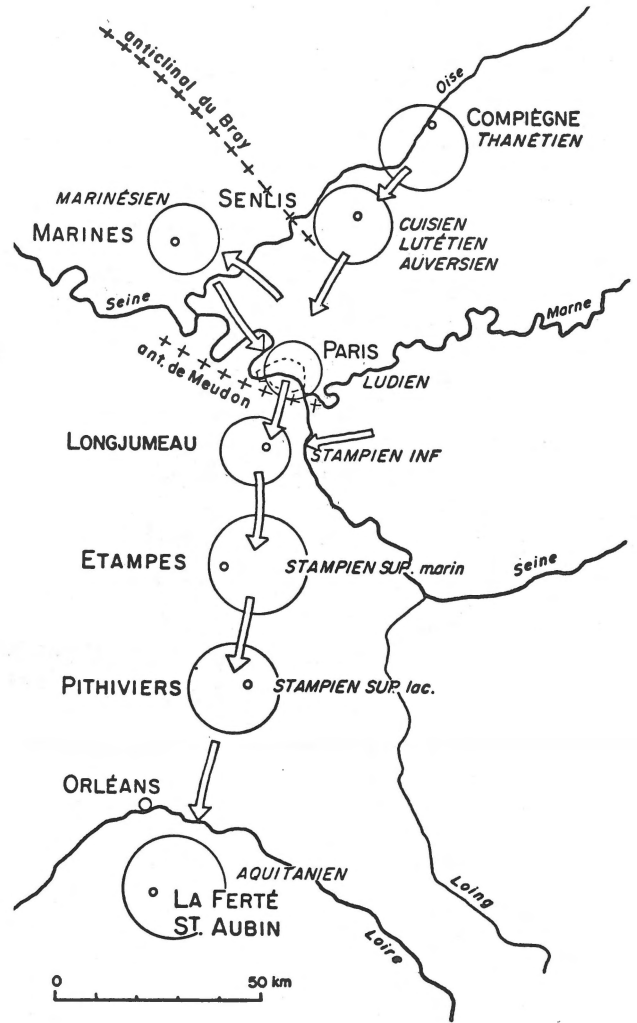 anticlinal du Bray
Oise
COMPIÈGNE
THANÉTIEN
MARINÉSIEN
SENLIS
MARINES
CUISIEN
LUTÉTIEN
AUVERSIEN
Seine
Marne
PARIS
ant. de Meudon
LUDIEN
LONGJUMEAU
STAMPIEN INF
ETAMPES
STAMPIEN SUP. marin
Seine
PITHIVIERS
STAMPIEN SUP. lac.
ORLÉANS
AQUITANIEN
LA FERTÉ
ST. AUBIN
Loing
Loire
0 50 km